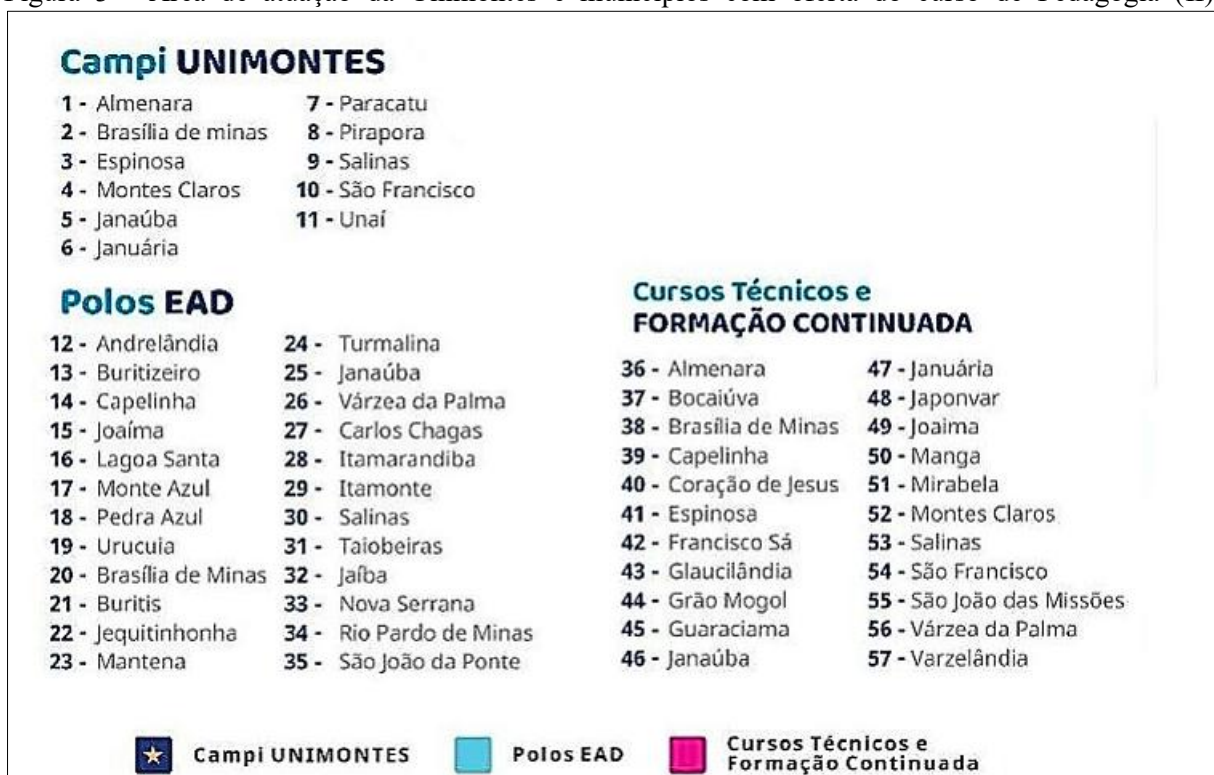 Campi UNIMONTES
1 - Almenara
2 - Brasília de minas
3 - Espinosa
4 - Montes Claros
5 - Janaúba
6 - Januária
7 - Paracatu
8 - Pirapora
9 - Salinas
10 - São Francisco
11 - Unaí
Polos EAD
12 - Andrelândia
13 - Buritizeiro
14 - Capelinha
15 - Joaíma
16 - Lagoa Santa
17 - Monte Azul
18 - Pedra Azul
19 - Urucuia
20 - Brasília de Minas
21 - Buritis
22 - Jequitinhonha
23 - Mantena
24 - Turmalina
25 - Janaúba
26 - Várzea da Palma
27 - Carlos Chagas
28 - Itamarandiba
29 - Itamonte
30 - Salinas
31 - Taiobeiras
32 - Jaíba
33 - Nova Serrana
34 - Rio Pardo de Minas
35 - São João da Ponte
Cursos Técnicos e
FORMAÇÃO CONTINUADA
36 - Almenara
37 - Bocaiúva
38 - Brasília de Minas
39 - Capelinha
40 - Coração de Jesus
41 - Espinosa
42 - Francisco Sá
43 - Glaucilândia
44 - Grão Mogol
45 - Guaraciama
46 - Janaúba
47 - Januária
48 - Japonvar
49 - Joaima
50 - Manga
51 - Mirabela
52 - Montes Claros
53 - Salinas
54 - São Francisco
55 - São João das Missões
56 - Várzea da Palma
57 - Varzelândia
Campi UNIMONTES
Polos EAD
Cursos Técnicos e
Formação Continuada